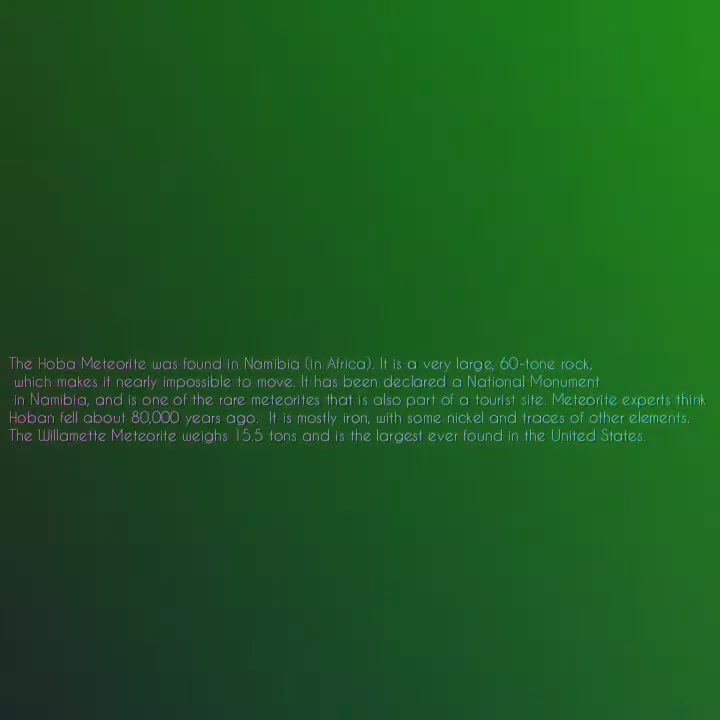 The Hoba Meteorite was found in Namibia (in Africa). It is a very large, 60-tone rock,
which makes it nearly impossible to move. It has been declared a National Monument
in Namibia, and is one of the rare meteorites that is also part of a tourist site. Meteorite experts think
Hoban fell about 80,000 years ago. It is mostly iron, with some nickel and traces of other elements.
The Willamette Meteorite weighs 15.5 tons and is the largest ever found in the United States.